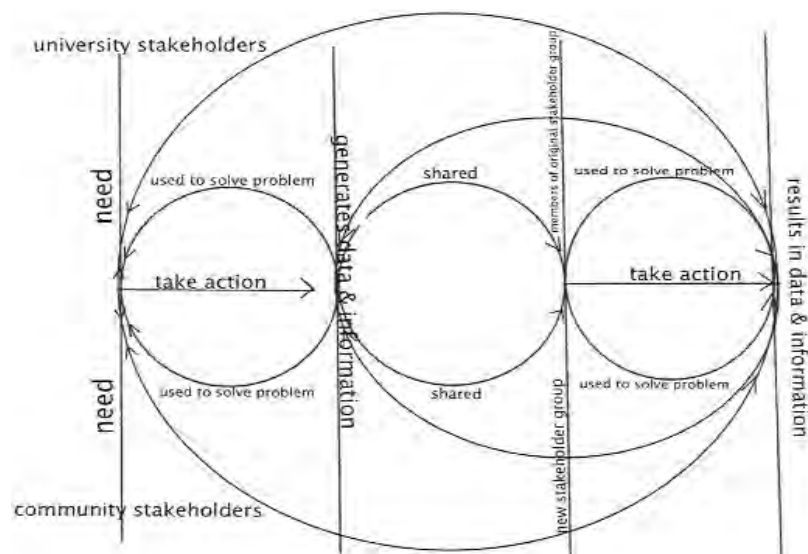 university stakeholders
need
used to solve problem
take action
used to solve problem
need
community stakeholders
generates data & information
shared
shared
members of original stakeholder group
new stakeholder group
used to solve problem
take action
used to solve problem
results in data & information